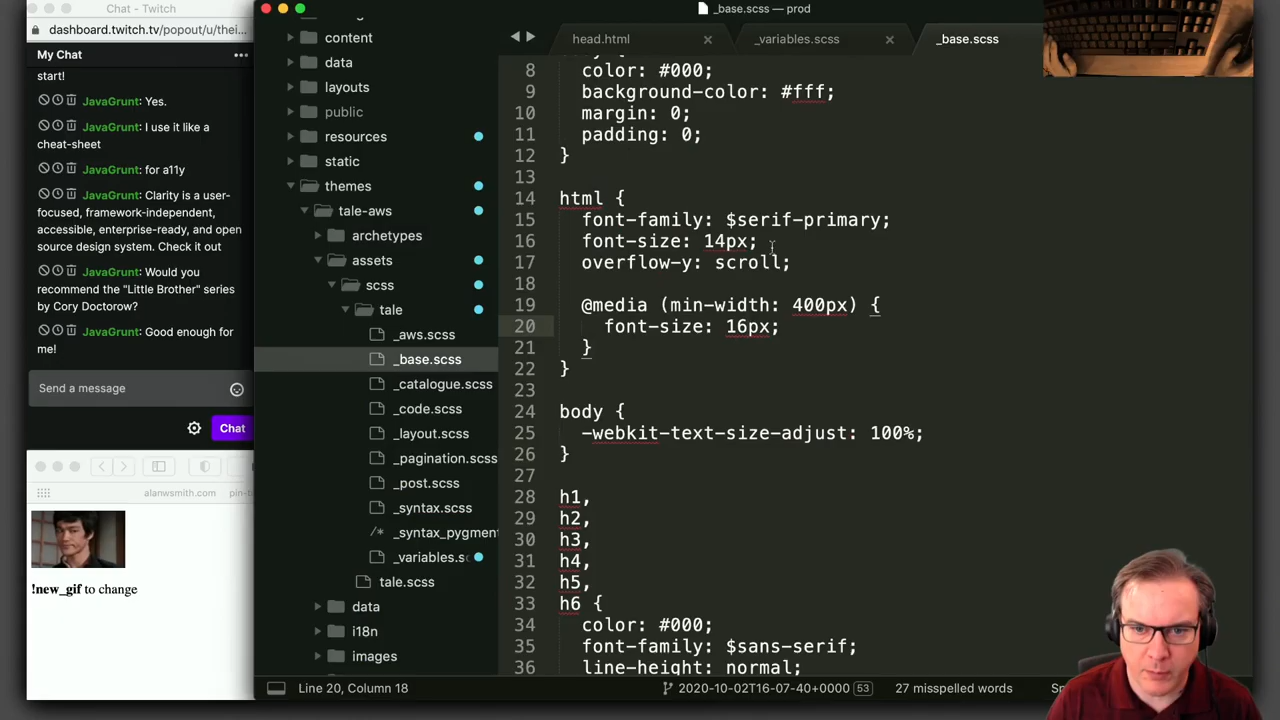 Chat - Twitch
dashboard.twitch.tv/popout/u/thei
My Chat
start!
JavaGrunt: Yes.
JavaGrunt: I use it like a
cheat-sheet
JavaGrunt: for a11y
JavaGrunt: Clarity is a user-
focused, framework-independent,
accessible, enterprise-ready, and open
source design system. Check it out
JavaGrunt: Would you
recommend the "Little Brother" series
by Cory Doctorow?
JavaGrunt: Good enough for
me!
Send a message
Chat
alanwsmith.com
!new_gif to change
_base.scss — prod
content
data
layouts
public
resources
static
themes
tale-aws
archetypes
assets
scss
tale
_aws.scss
_base.scss
_catalogue.scss
_code.scss
_layout.scss
_pagination.scss
_post.scss
_syntax.scss
/* _syntax_pygment
_variables.s
tale.scss
data
i18n
images
head.html
_variables.scss
_base.scss
8 color: #000;
9 background-color: #fff;
10 margin: 0;
11 padding: 0;
12 }
13
14 html {
15 font-family: $serif-primary;
16 font-size: 14px;
17 overflow-y: scroll;
18
19 @media (min-width: 400px) {
20 font-size: 16px;
21 }
22 }
23
24 body {
25 -webkit-text-size-adjust: 100%;
26 }
27
28 h1,
29 h2,
30 h3,
31 h4,
32 h5,
33 h6 {
34 color: #000;
35 font-family: $sans-serif;
36 line-height: normal;
Line 20, Column 18
2020-10-02T16-07-40+0000 53
27 misspelled words